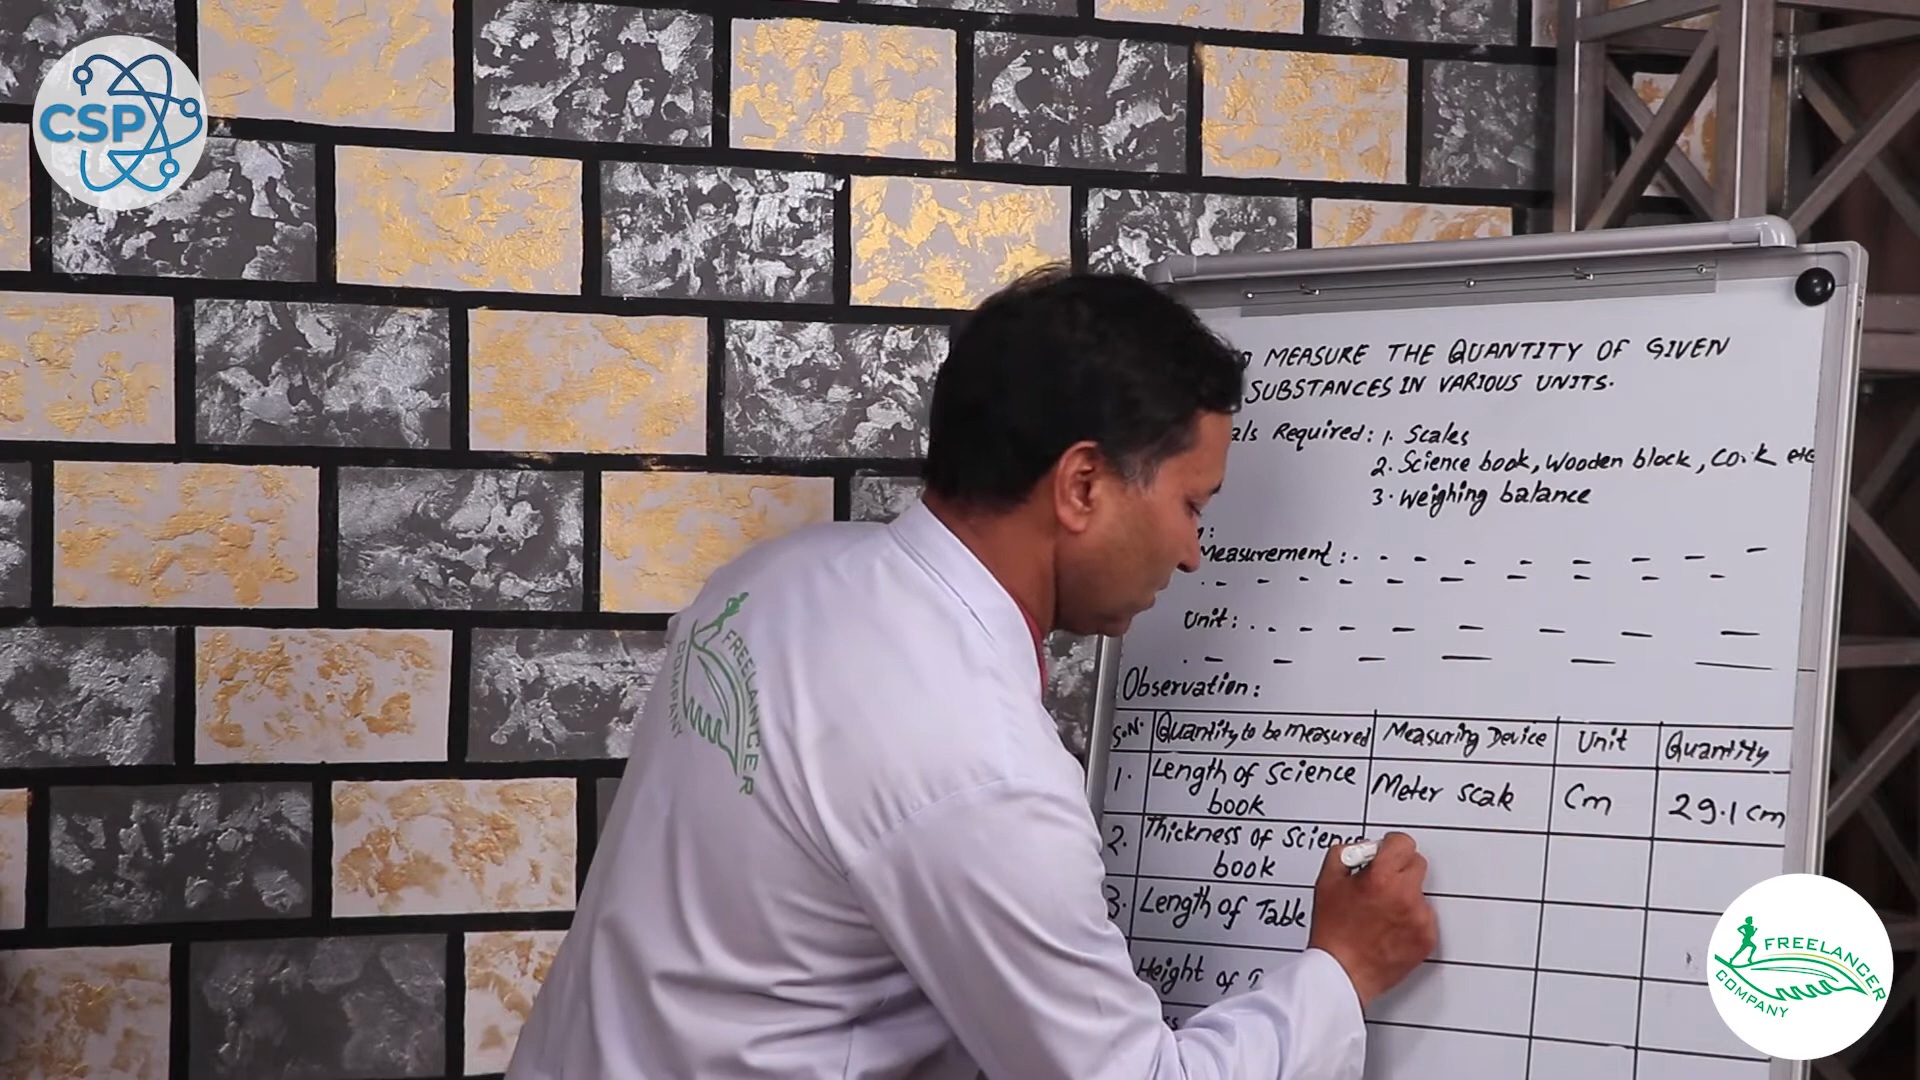 CSP
O MEASURE THE QUANTITY OF GIVEN
SUBSTANCES IN VARIOUS UNITS.
als Required: 1. Scales
2. Science book, Wooden block, Cork etc
3. Weighing balance
Measurement :
Unit :
Observation :
S.N. Quantity to be measured Measuring Device Unit Quantity
1. Length of Science book Meter scale Cm 29.1 cm
2. Thickness of Science book
3. Length of Table
Height of T
FREELANCER
COMPANY
FREELANCER
COMPANY